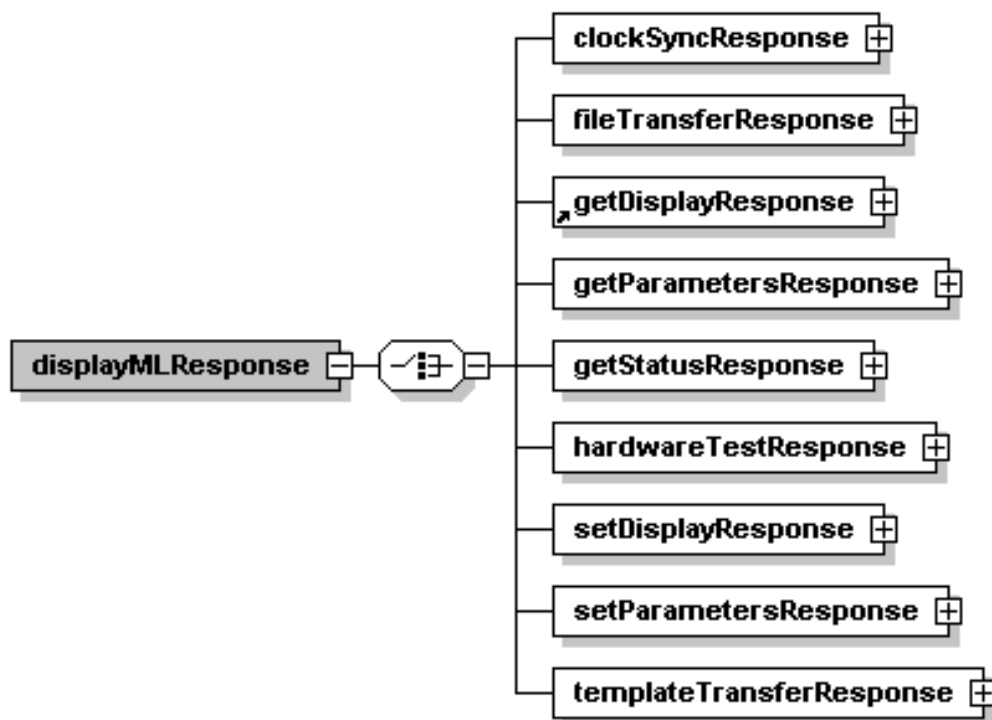 clockSyncResponse
fileTransferResponse
getDisplayResponse
getParametersResponse
displayMLResponse
getStatusResponse
hardwareTestResponse
setDisplayResponse
setParametersResponse
templateTransferResponse